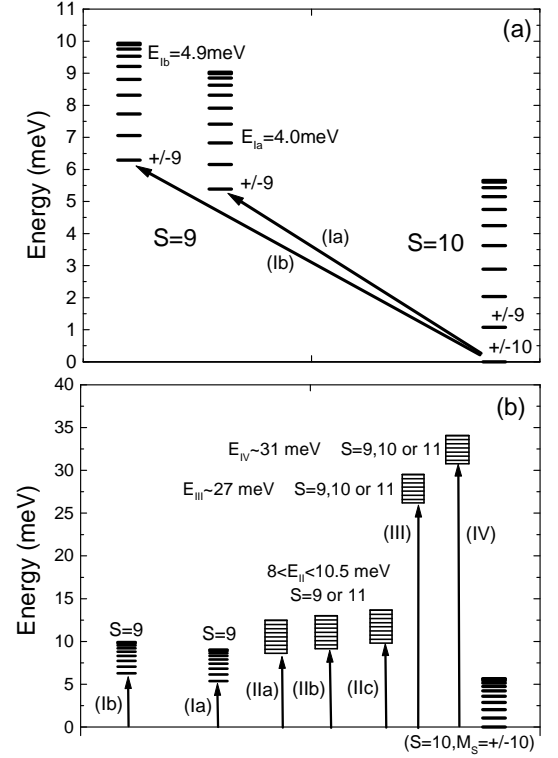 (a)
11
10
9
8
7
6
5
4
3
2
1
0
Energy (meV)
E_Ib=4.9meV
E_Ia=4.0meV
+/-9
+/-9
S=9
(Ia)
(Ib)
S=10
+/-9
+/-10
(b)
40
35
30
25
20
15
10
5
0
Energy (meV)
E_IV~31 meV S=9,10 or 11
E_III~27 meV S=9,10 or 11
(III)
(IV)
8<E_II<10.5 meV
S=9 or 11
S=9
S=9
(Ib)
(Ia)
(IIa)
(IIb)
(IIc)
(S=10,M_S=+/-10)